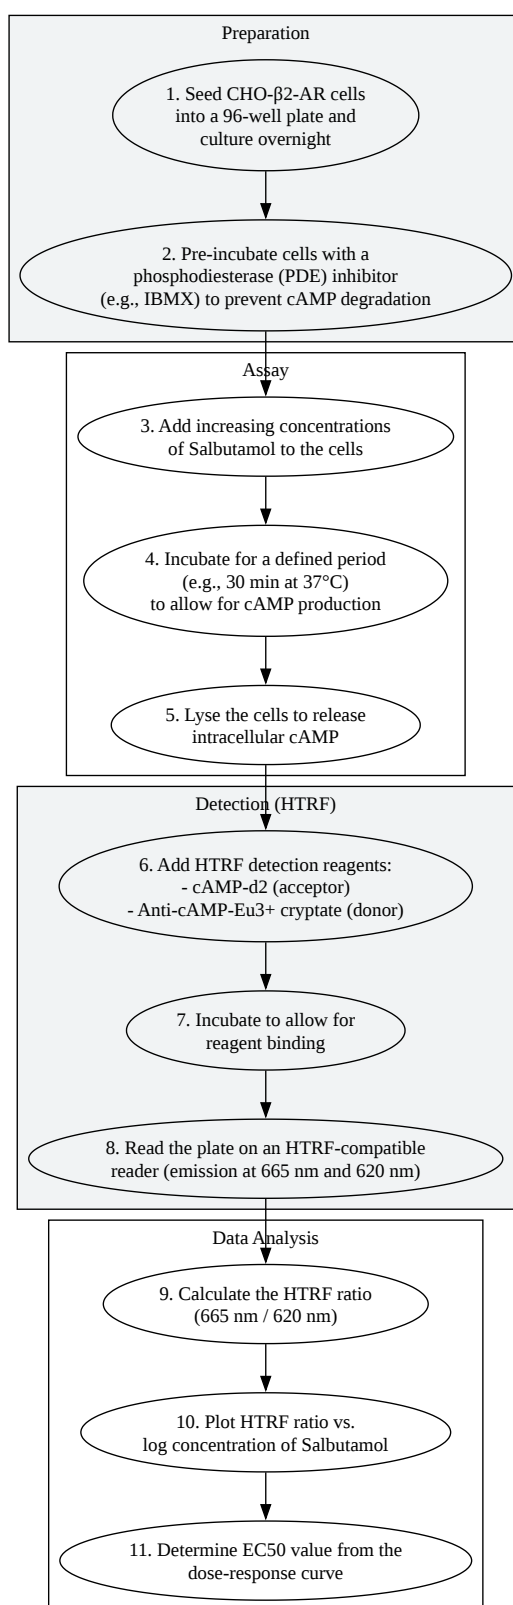 Preparation
1. Seed CHO-β2-AR cells
into a 96-well plate and
culture overnight
2. Pre-incubate cells with a
phosphodiesterase (PDE) inhibitor
(e.g., IBMX) to prevent cAMP degradation
Assay
3. Add increasing concentrations
of Salbutamol to the cells
4. Incubate for a defined period
(e.g., 30 min at 37°C)
to allow for cAMP production
5. Lyse the cells to release
intracellular cAMP
Detection (HTRF)
6. Add HTRF detection reagents:
- cAMP-d2 (acceptor)
- Anti-cAMP-Eu3+ cryptate (donor)
7. Incubate to allow for
reagent binding
8. Read the plate on an HTRF-compatible
reader (emission at 665 nm and 620 nm)
Data Analysis
9. Calculate the HTRF ratio
(665 nm / 620 nm)
10. Plot HTRF ratio vs.
log concentration of Salbutamol
11. Determine EC50 value from the
dose-response curve